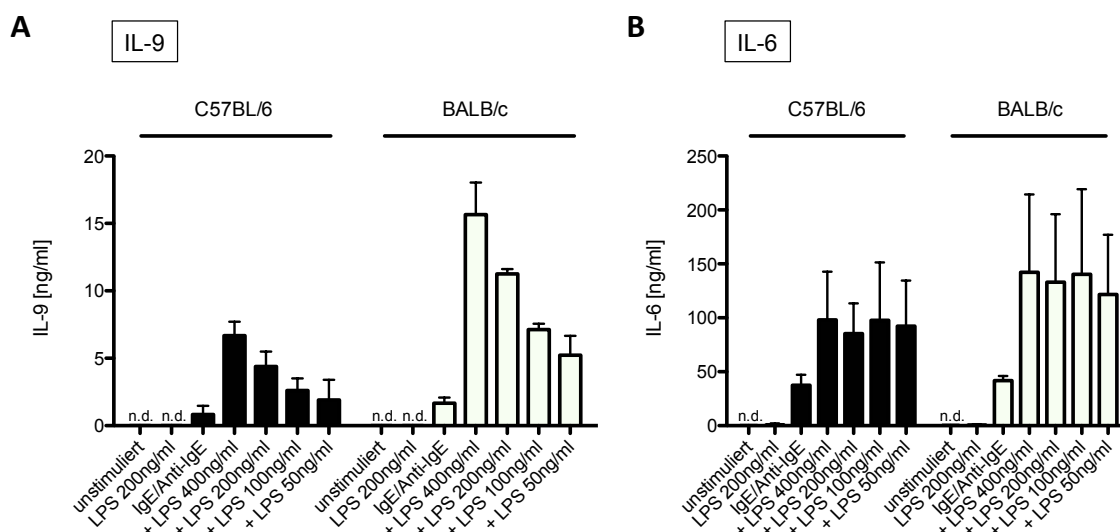 A
IL-9
C57BL/6
BALB/c
IL-9 [ng/ml]
20
15
10
5
0
n.d.
n.d.
n.d.
n.d.
unstimuliert
LPS 200ng/ml
IgE/Anti-IgE
+ LPS 400ng/ml
+ LPS 200ng/ml
+ LPS 100ng/ml
+ LPS 50ng/ml
unstimuliert
LPS 200ng/ml
IgE/Anti-IgE
+ LPS 400ng/ml
+ LPS 200ng/ml
+ LPS 100ng/ml
+ LPS 50ng/ml
B
IL-6
C57BL/6
BALB/c
IL-6 [ng/ml]
250
200
150
100
50
0
n.d.
n.d.
unstimuliert
LPS 200ng/ml
IgE/Anti-IgE
+ LPS 400ng/ml
+ LPS 200ng/ml
+ LPS 100ng/ml
+ LPS 50ng/ml
unstimuliert
LPS 200ng/ml
IgE/Anti-IgE
+ LPS 400ng/ml
+ LPS 200ng/ml
+ LPS 100ng/ml
+ LPS 50ng/ml